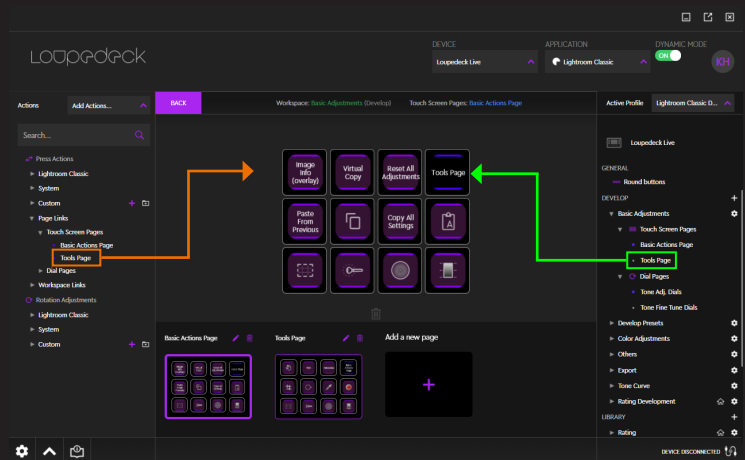 Loupedeck
DEVICE
Loupedeck Live
APPLICATION
Lightroom Classic
DYNAMIC MODE
ON
KH
Actions
Add Actions...
BACK
Workspace: Basic Adjustments (Develop)
Touch Screen Pages: Basic Actions Page
Active Profile
Lightroom Classic D...
Search...
Press Actions
Lightroom Classic
System
Custom
Page Links
Touch Screen Pages
Basic Actions Page
Tools Page
Dial Pages
Workspace Links
Rotation Adjustments
Lightroom Classic
System
Custom
Image
Info
(overlay)
Virtual
Copy
Reset All
Adjustments
Tools Page
Paste
From
Previous
Copy All
Settings
A
Basic Actions Page
Tools Page
Add a new page
Loupedeck Live
GENERAL
Round buttons
DEVELOP
Basic Adjustments
Touch Screen Pages
Basic Actions Page
Tools Page
Dial Pages
Tone Adj. Dials
Tone Fine Tune Dials
Develop Presets
Color Adjustments
Others
Export
Tone Curve
Rating Development
LIBRARY
Rating
DEVICE DISCONNECTED